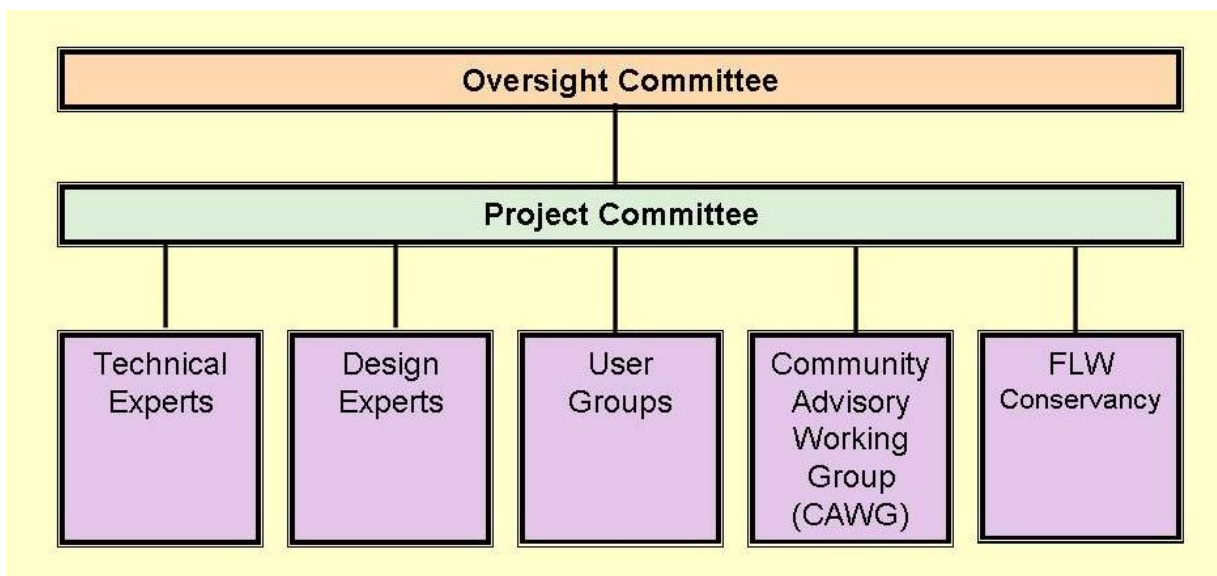 Oversight Committee
Project Committee
Technical
Experts
Design
Experts
User
Groups
Community
Advisory
Working
Group
(CAWG)
FLW
Conservancy